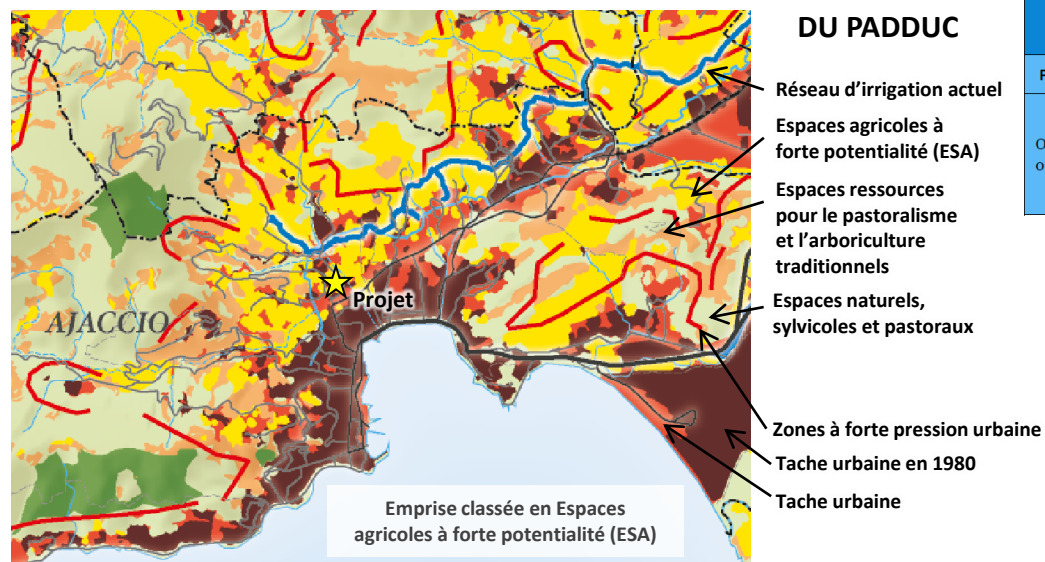 DU PADDUC
Réseau d'irrigation actuel
Espaces agricoles à
forte potentialité (ESA)
Espaces ressources
pour le pastoralisme
et l'arboriculture
traditionnels
Espaces naturels,
sylvicoles et pastoraux
Zones à forte pression urbaine
Tache urbaine en 1980
Tache urbaine
Projet
AJACCIO
Emprise classée en Espaces
agricoles à forte potentialité (ESA)